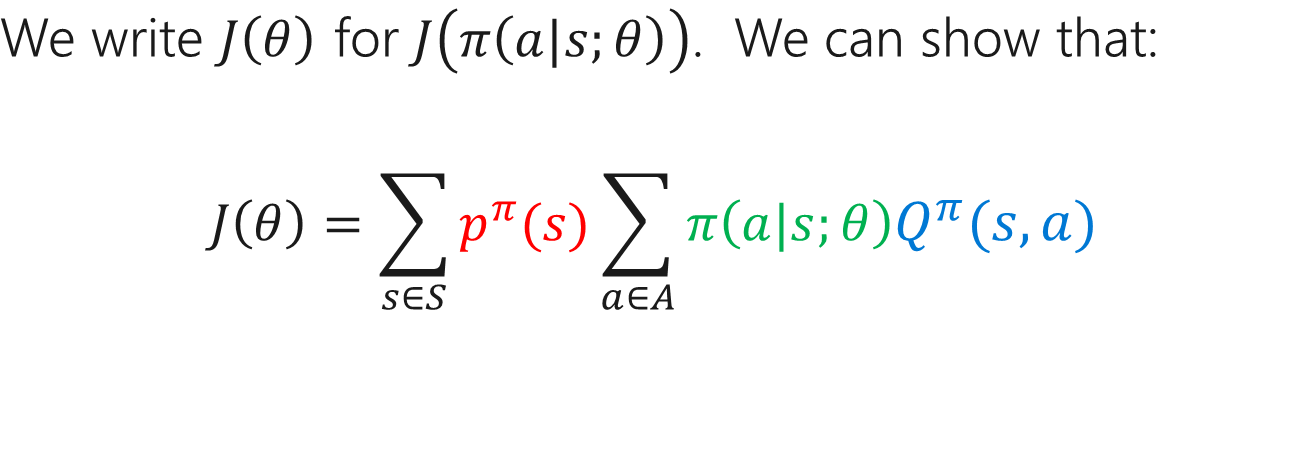 We write J(θ) for J(π(a|s; θ)). We can show that:
J(θ) = ∑ p^π(s) ∑ π(a|s; θ)Q^π(s, a)
s∈S a∈A